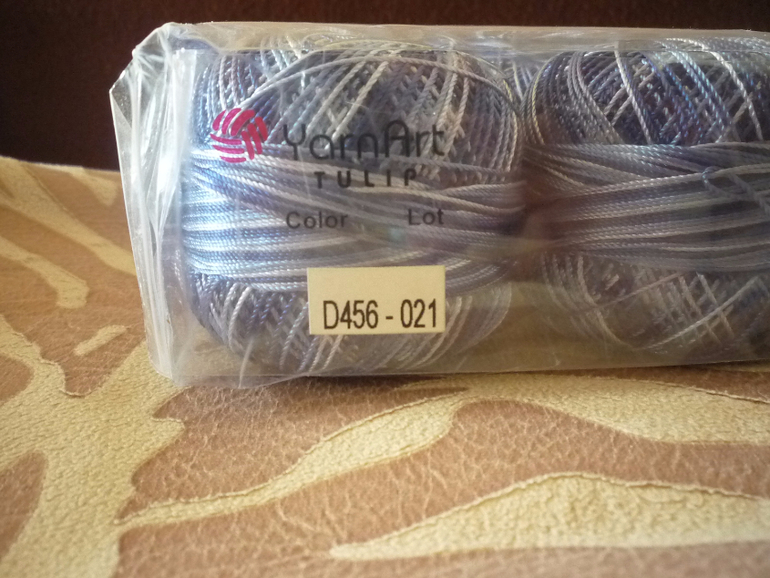 YarnArt
TULIP
Color Lot
D456 - 021